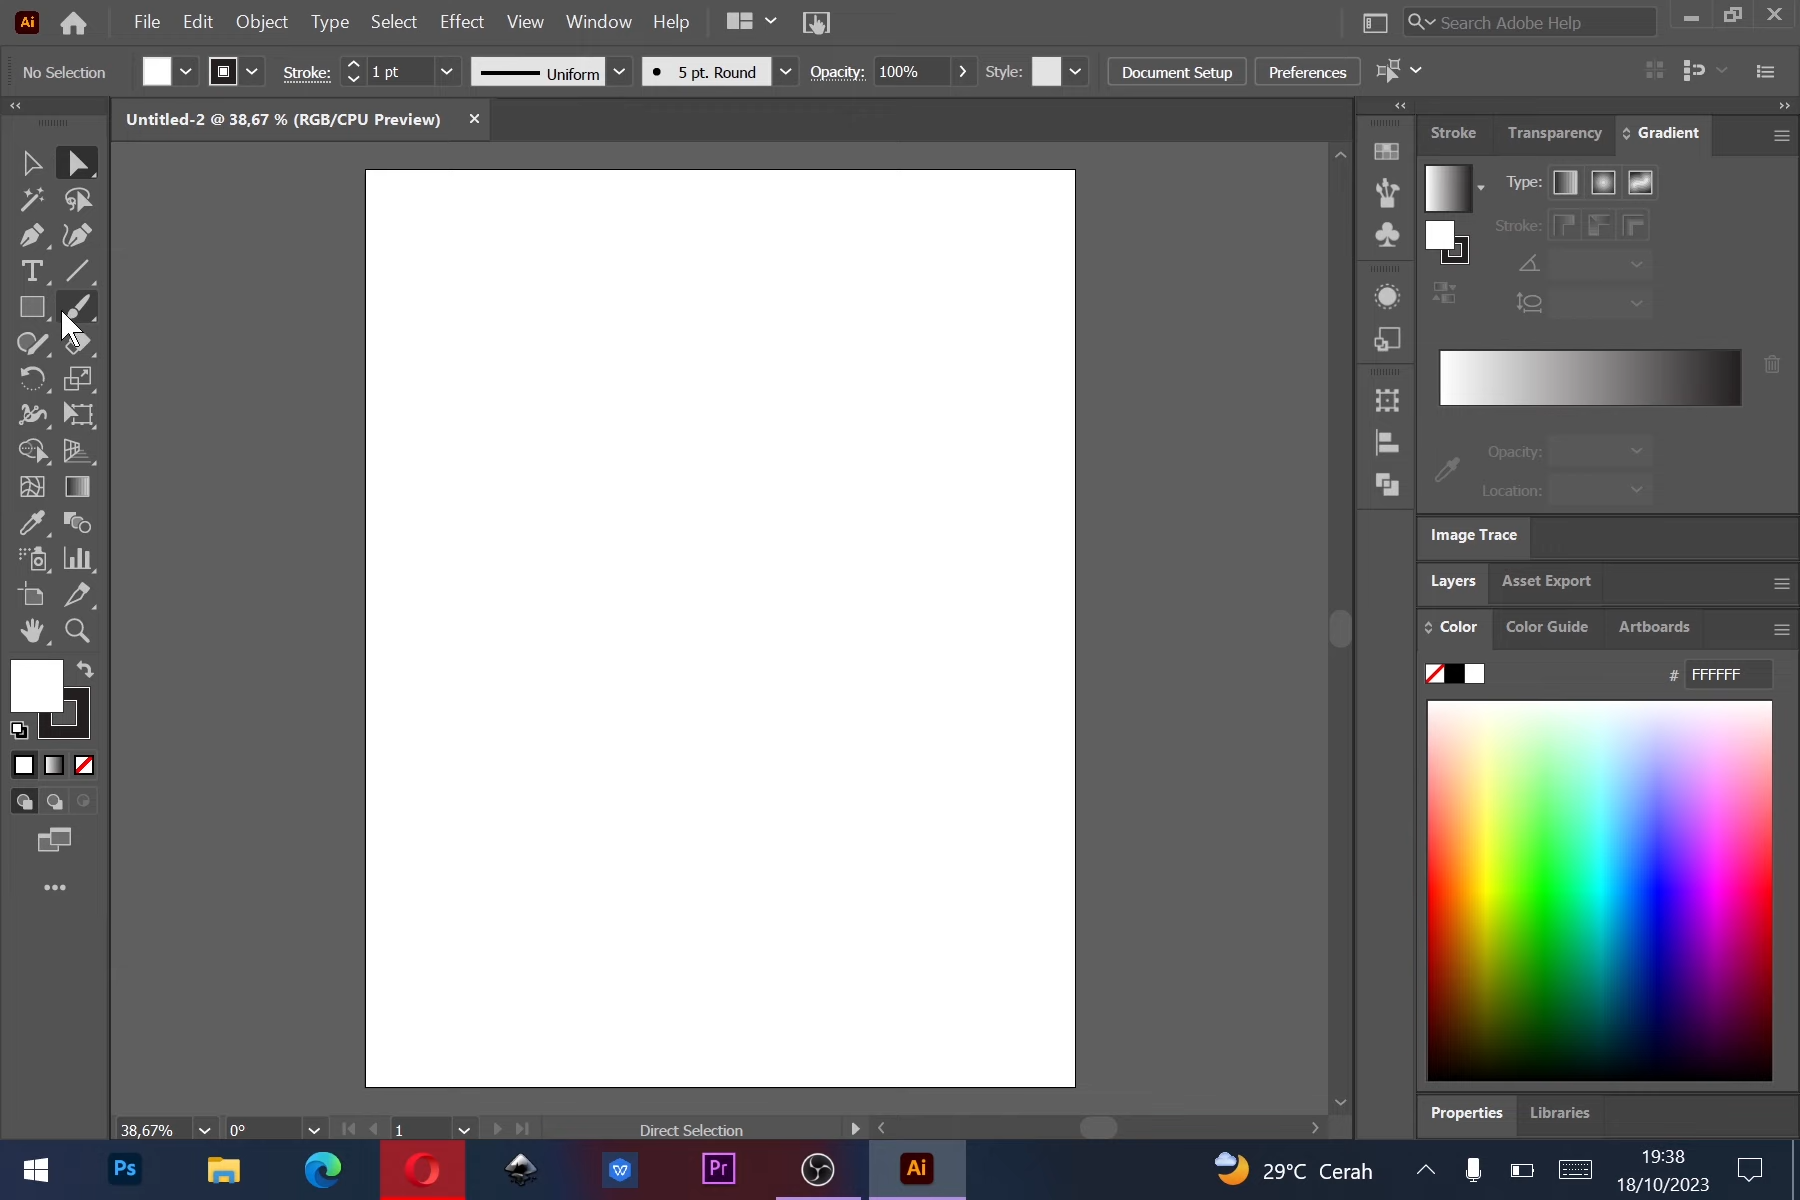 Ai File Edit Object Type Select Effect View Window Help Search Adobe Help
No Selection Stroke: 1 pt Uniform 5 pt. Round Opacity: 100% Style: Document Setup Preferences
Untitled-2 @ 38,67 % (RGB/CPU Preview)
Stroke Transparency Gradient
Type:
Stroke:
T
Opacity:
Location:
Image Trace
Layers Asset Export
Color Color Guide Artboards
# FFFFFF
Properties Libraries
38,67% 0° 1 Direct Selection
Ps W Pr Ai 29°C Cerah 19:38
18/10/2023